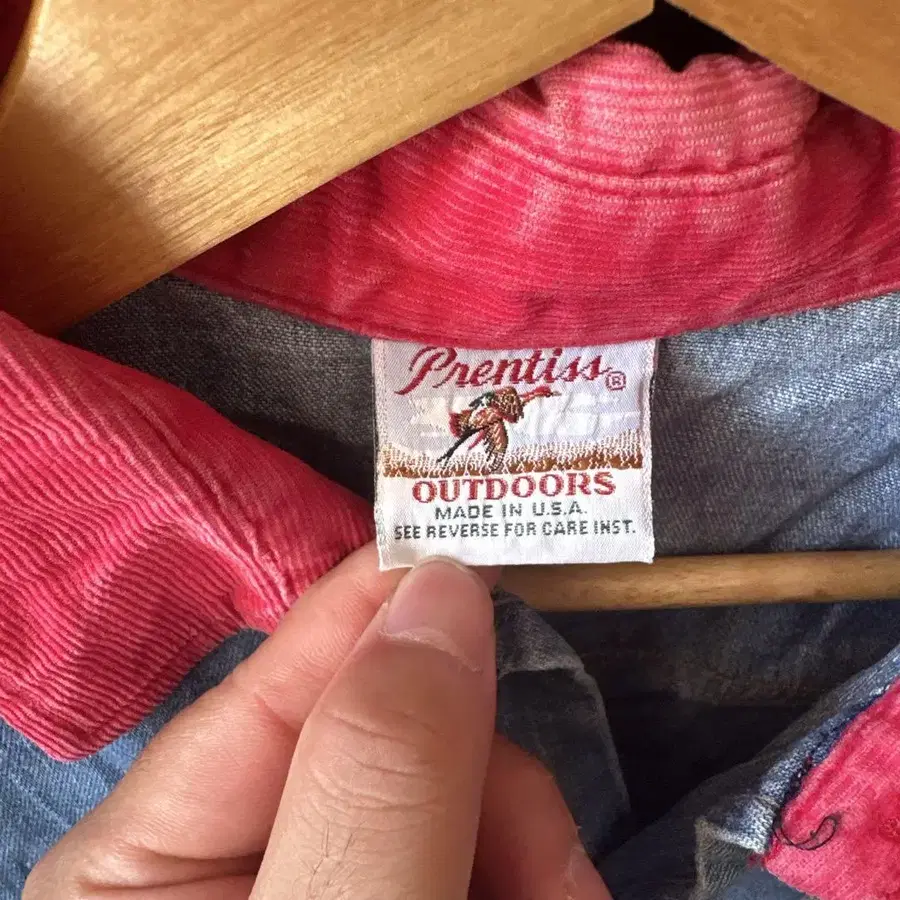 Prentiss®
OUTDOORS
MADE IN U.S.A.
SEE REVERSE FOR CARE INST.